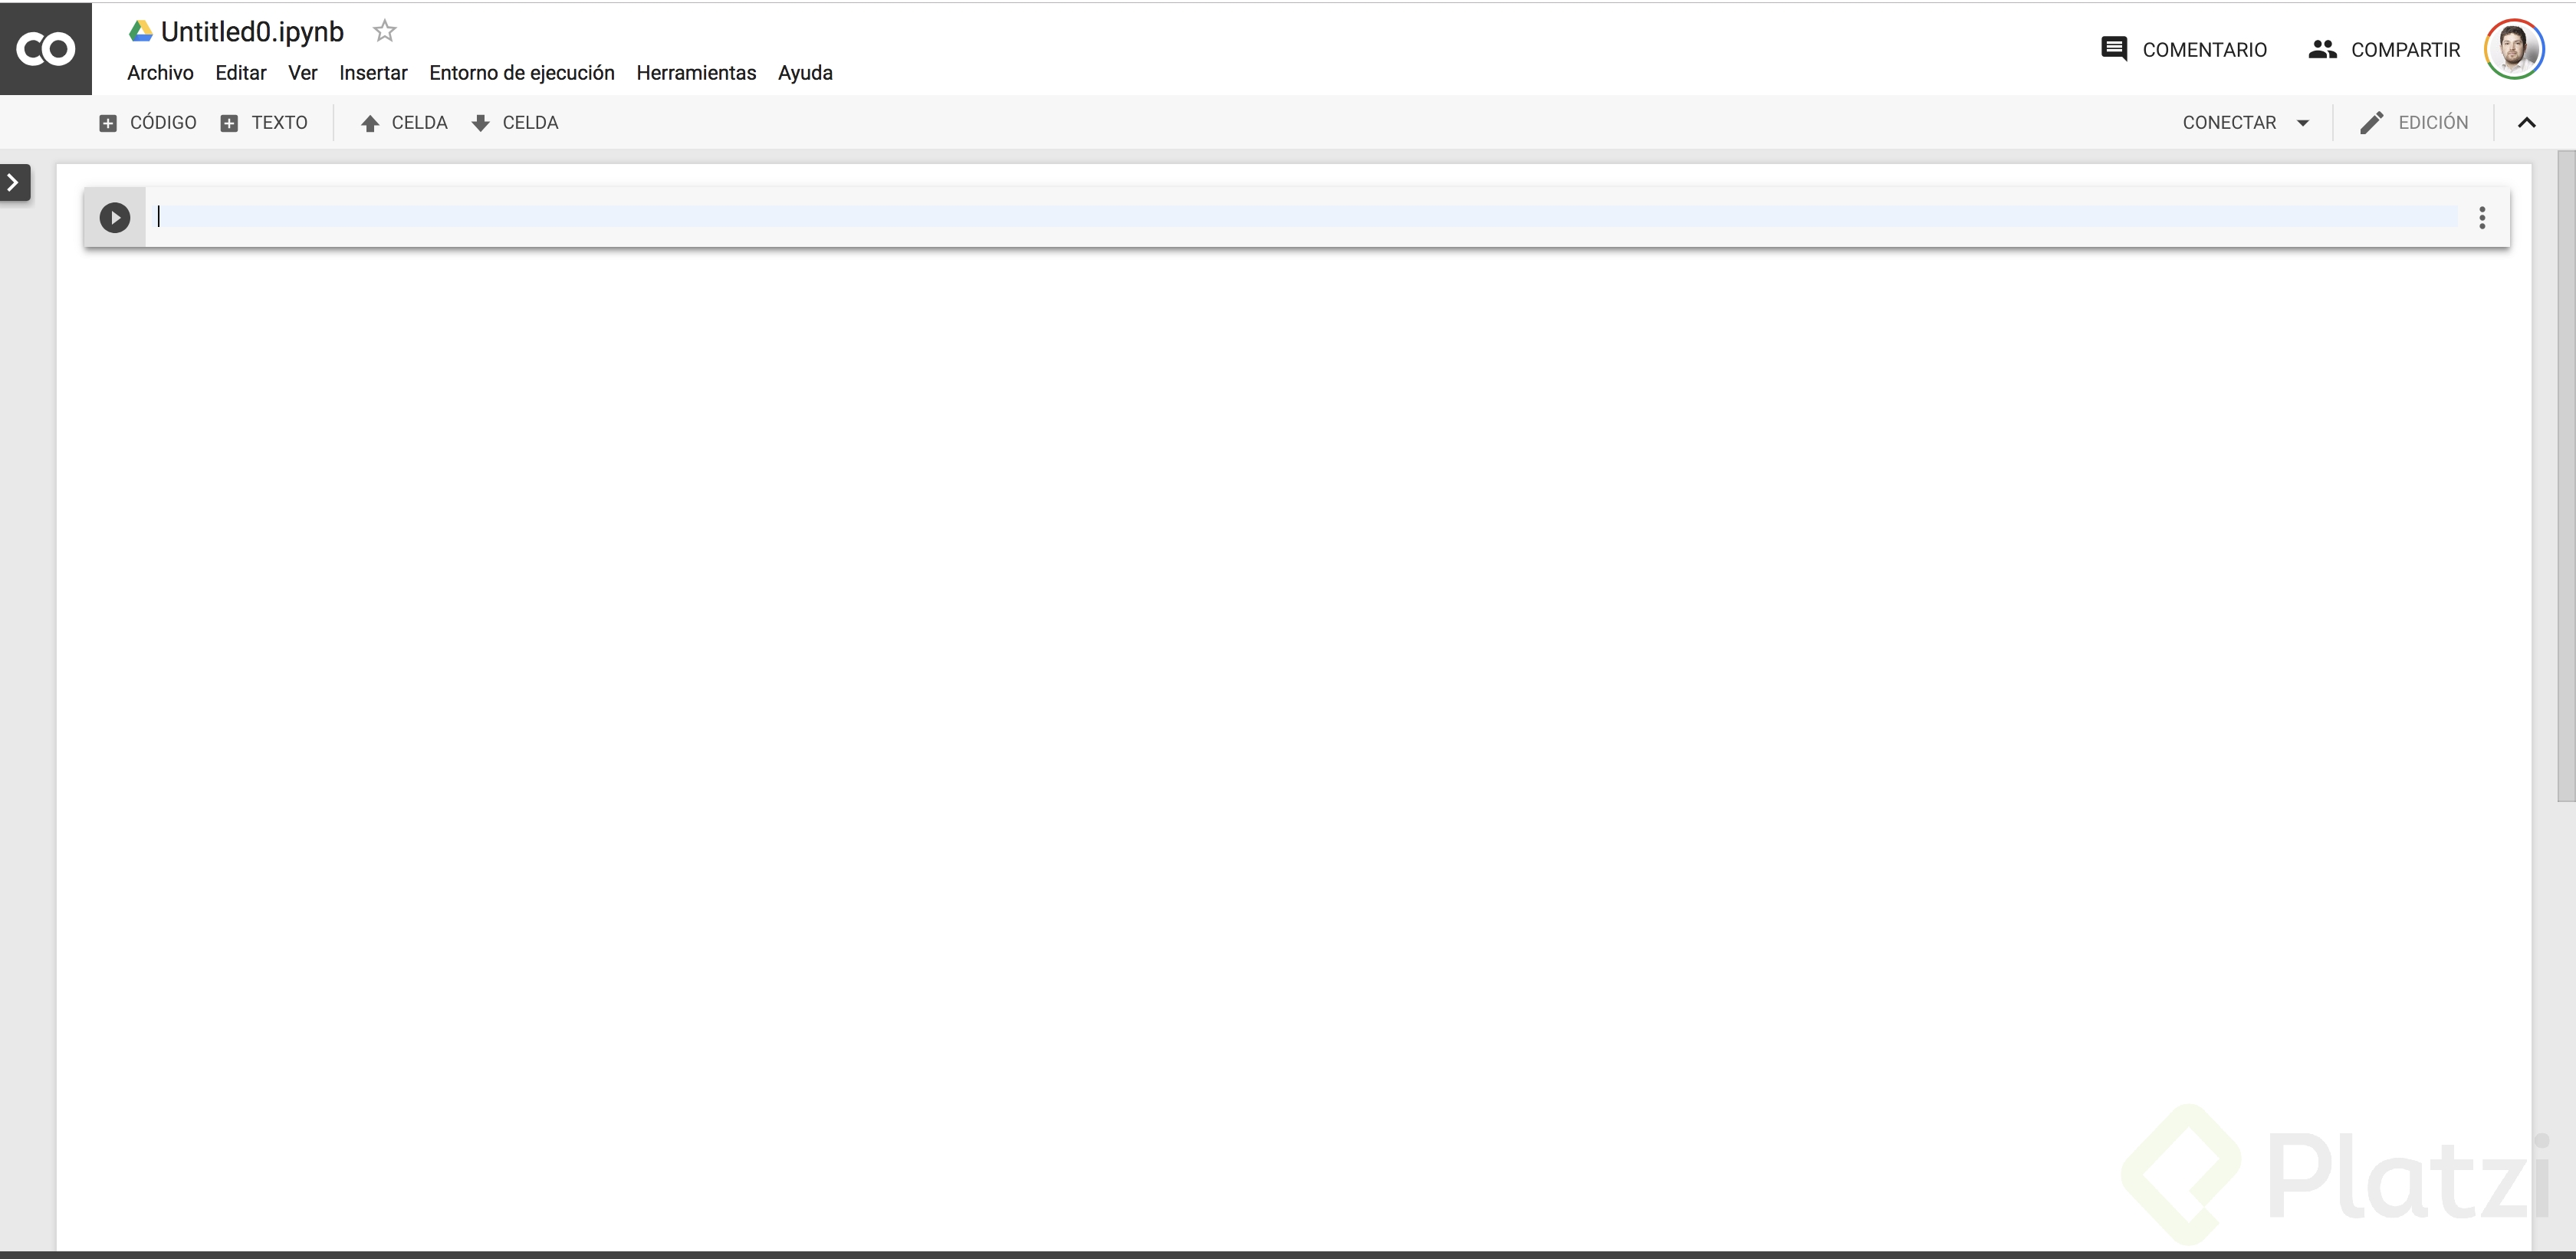 CO
Untitled0.ipynb
Archivo Editar Ver Insertar Entorno de ejecución Herramientas Ayuda
COMENTARIO COMPARTIR
CÓDIGO TEXTO CELDA CELDA
CONECTAR EDICIÓN
Platzi